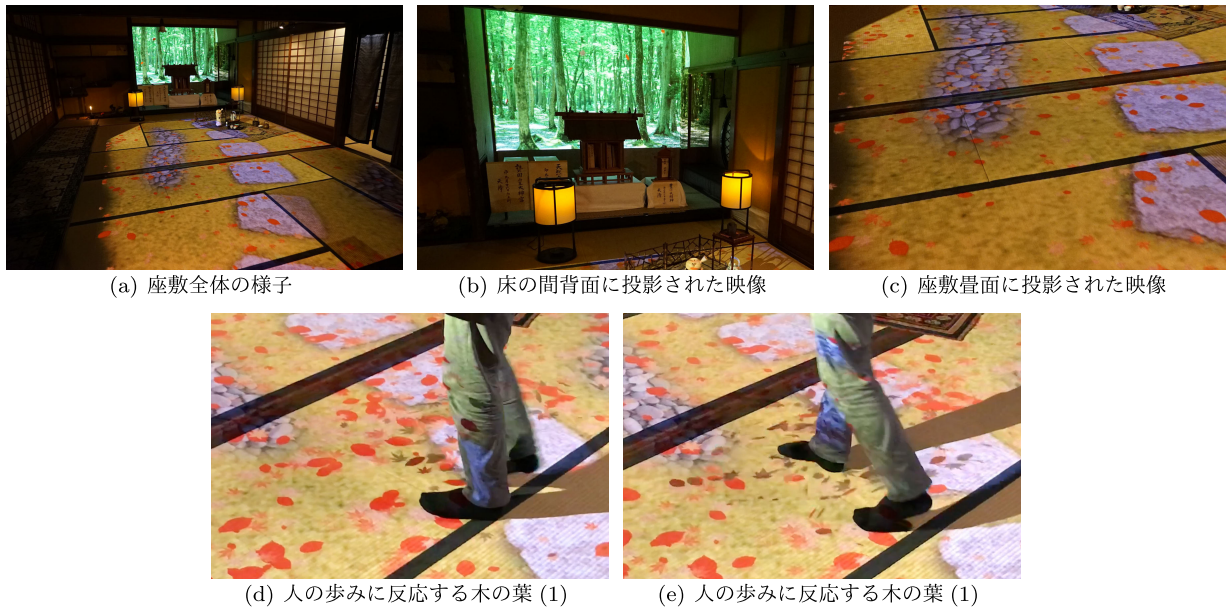 (a) 座敷全体の様子
(b) 床の間背面に投影された映像
(c) 座敷畳面に投影された映像
(d) 人の歩みに反応する木の葉 (1)
(e) 人の歩みに反応する木の葉 (1)